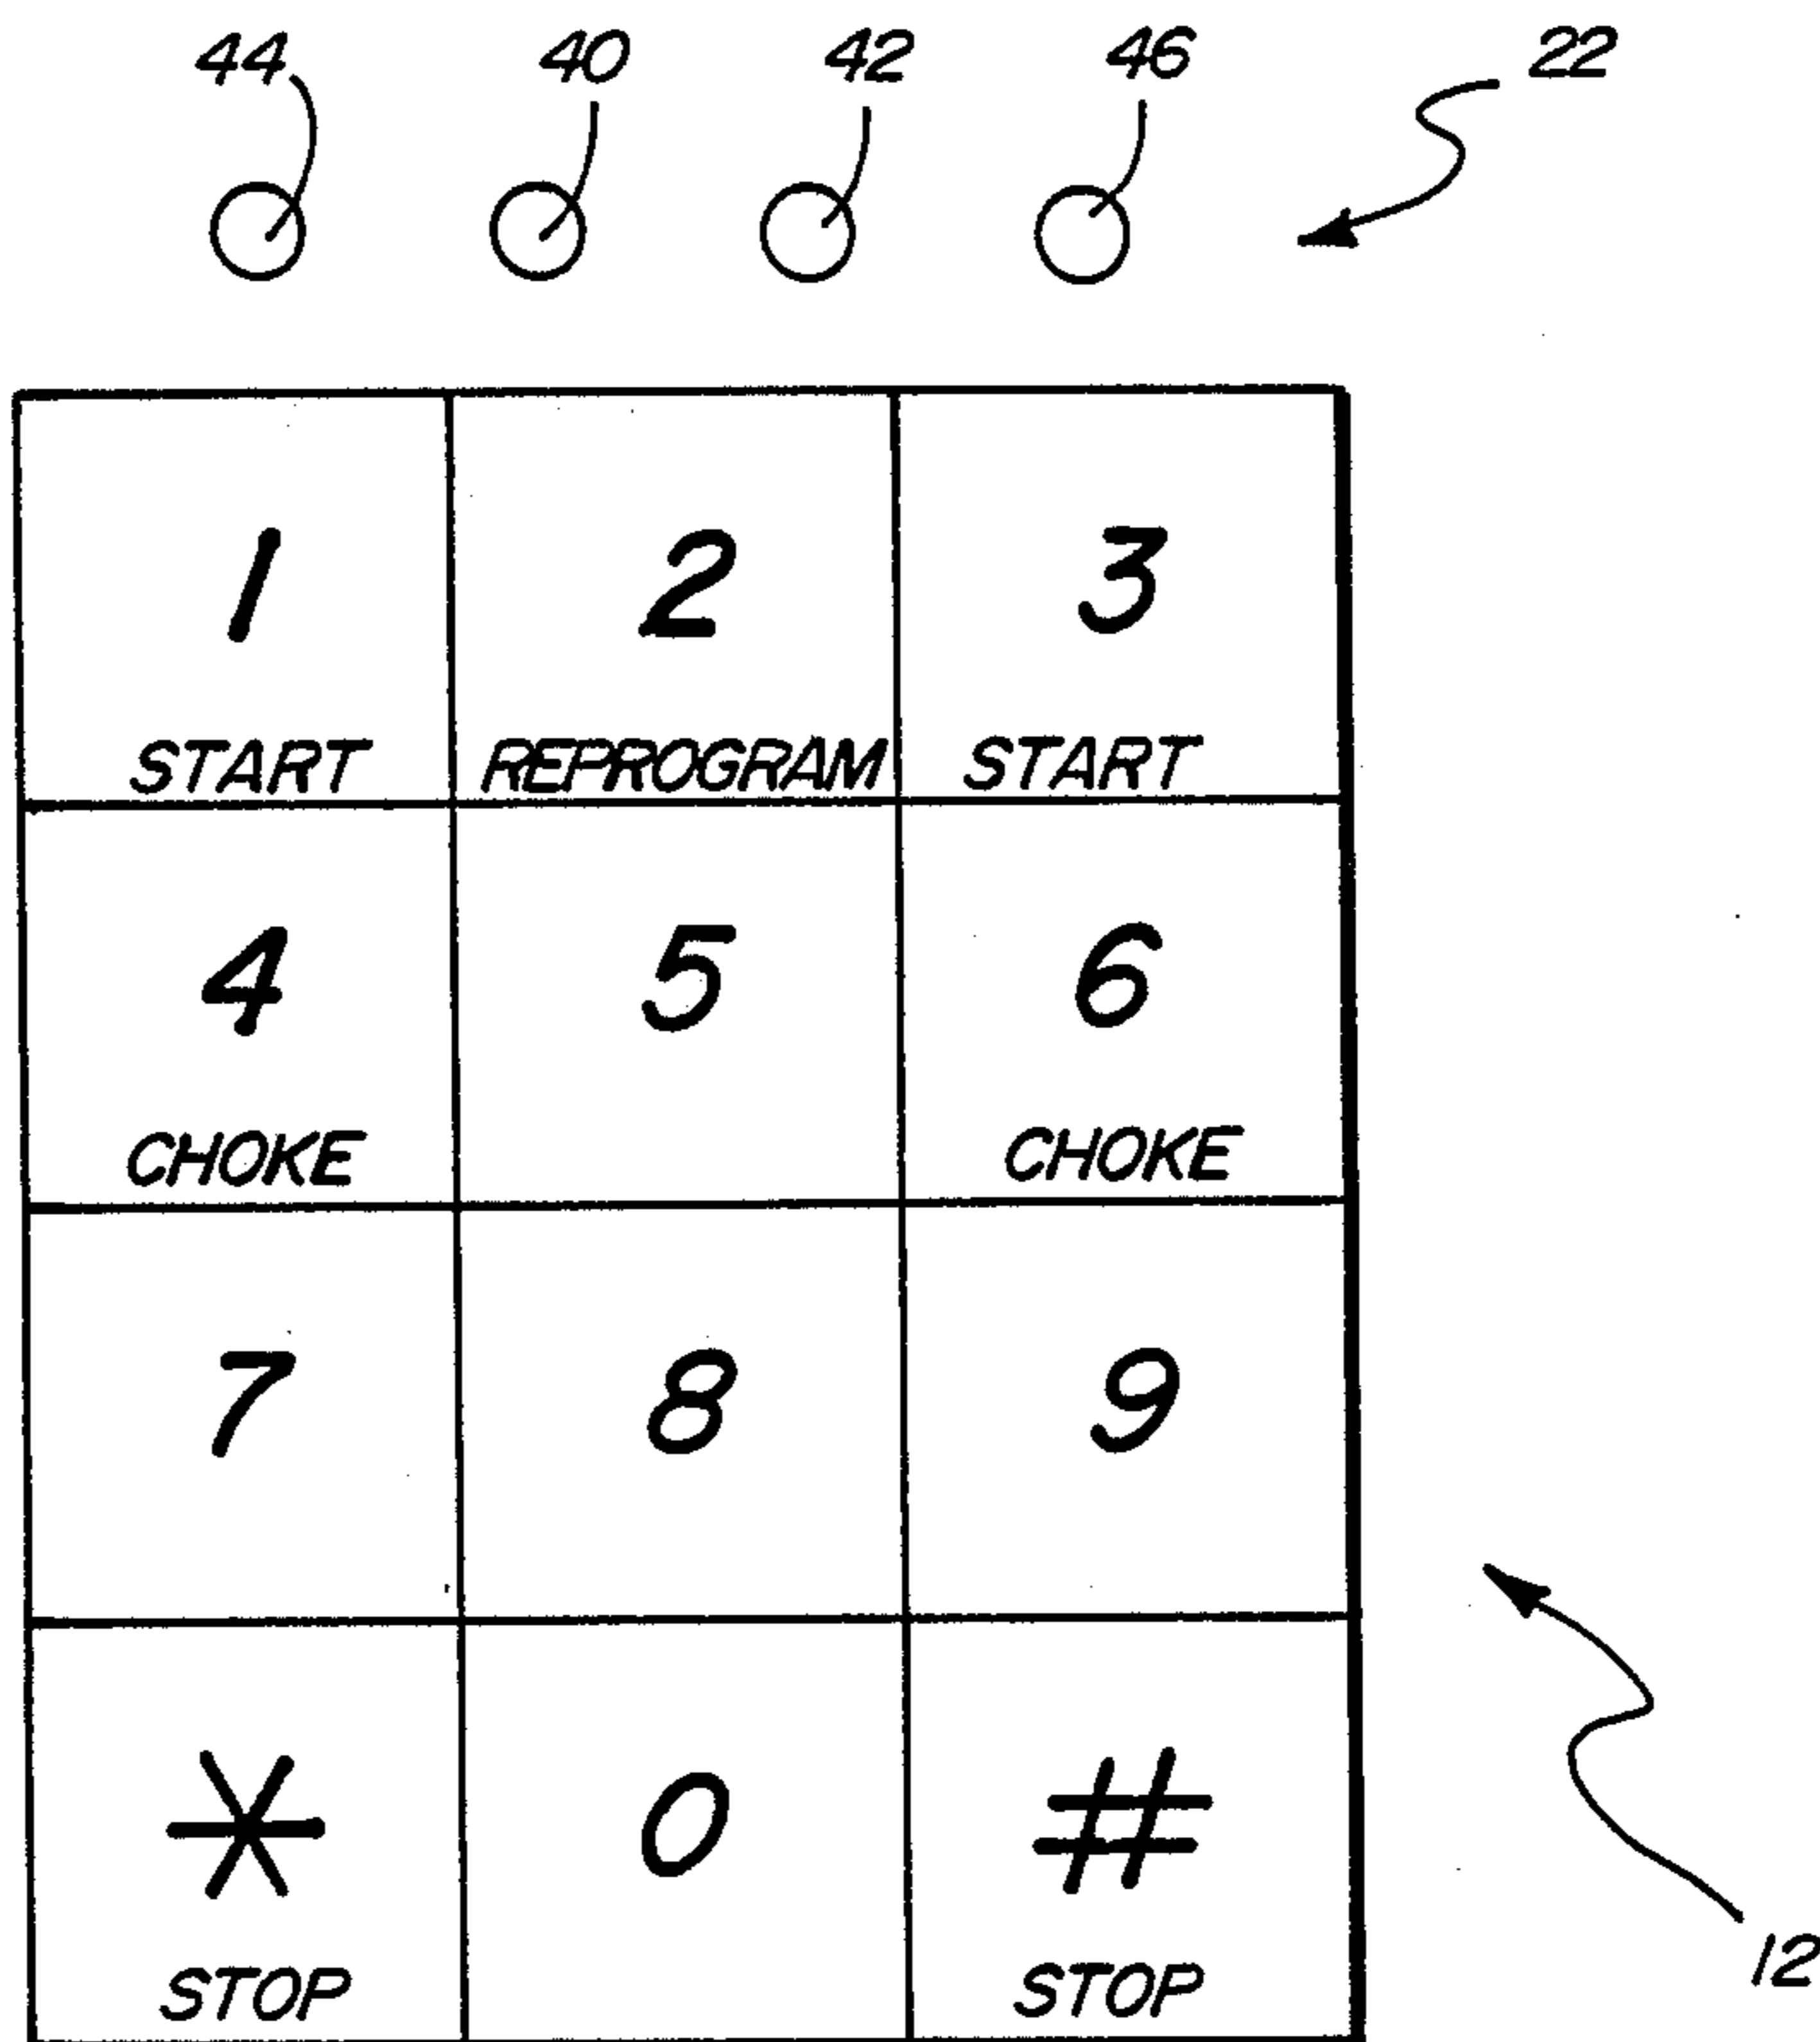 44 40 42 46 22
1 2 3
START REPROGRAM START
4 5 6
CHOKE CHOKE
7 8 9
* 0 #
STOP STOP
12